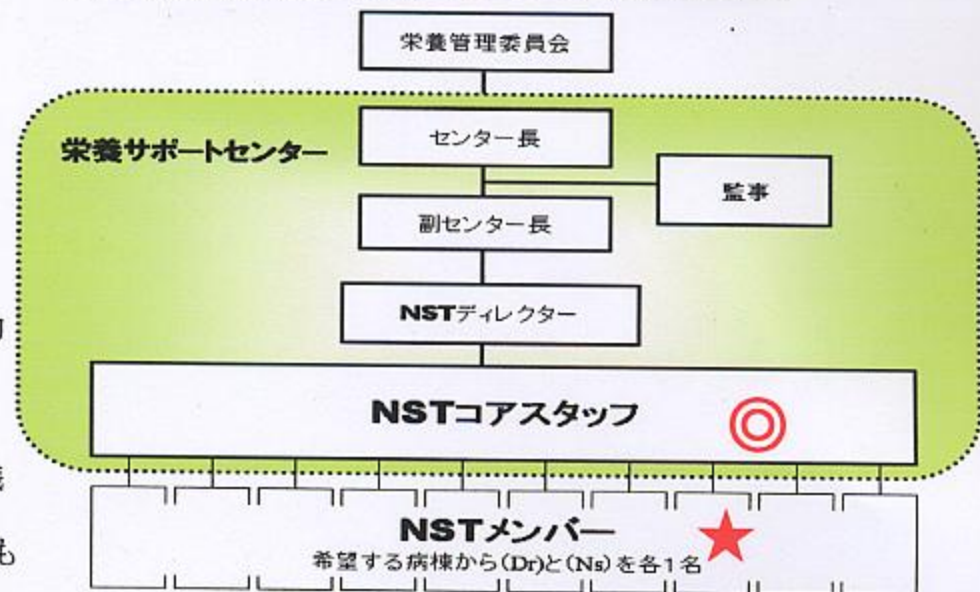 栄養管理委員会
栄養サポートセンター
センター長
監事
副センター長
NSTディレクター
NSTコアスタッフ
NSTメンバー
希望する病棟から(Dr)と(Ns)を各1名
も